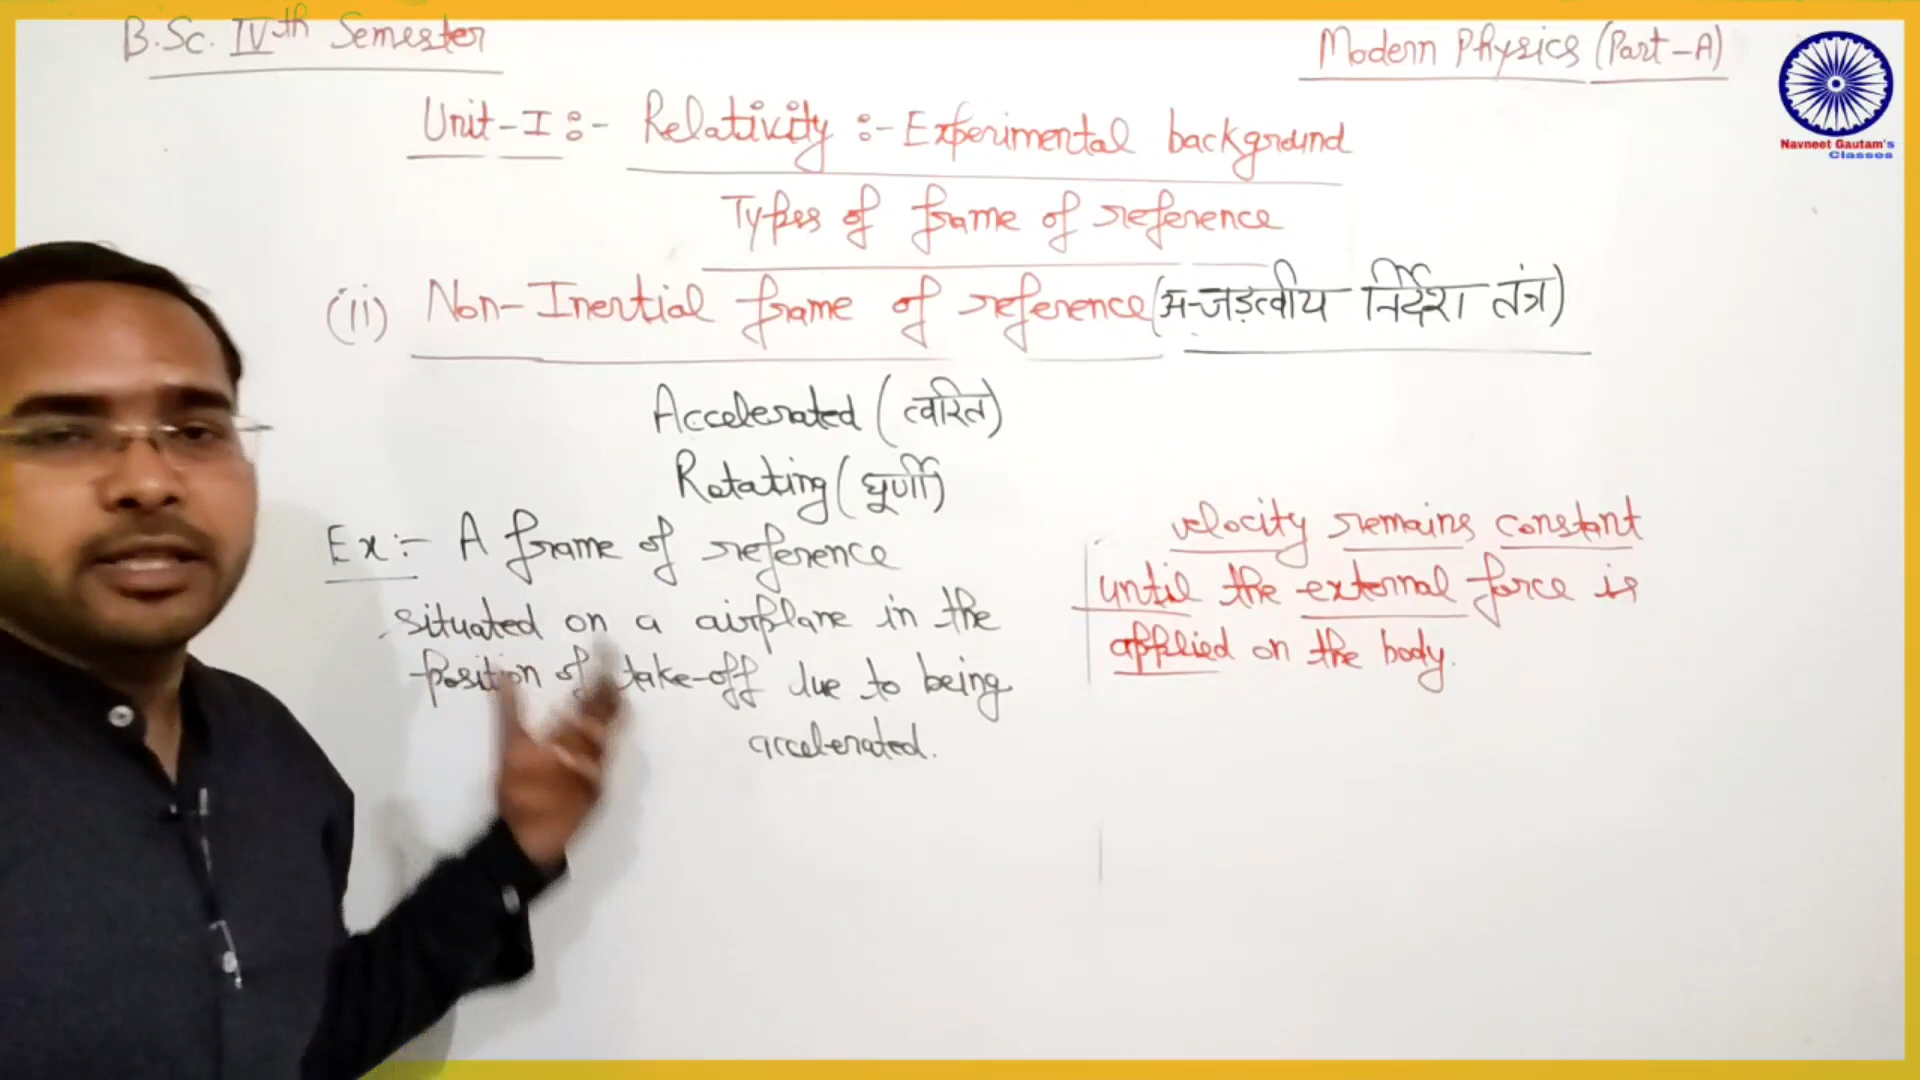 B.Sc. IVth Semester
Modern Physics (Part-A)
Navneet Gautam's
Classes
Unit-I :- Relativity :- Experimental background
Types of frame of reference
(ii) Non-Inertial frame of reference (अ-जड़त्वीय निर्देश तंत्र)
Accelerated (त्वरित)
Rotating (घूर्णी)
Ex :- A frame of reference
situated on a airplane in the
position of take-off due to being
accelerated.
velocity remains constant
until the external force is
applied on the body.